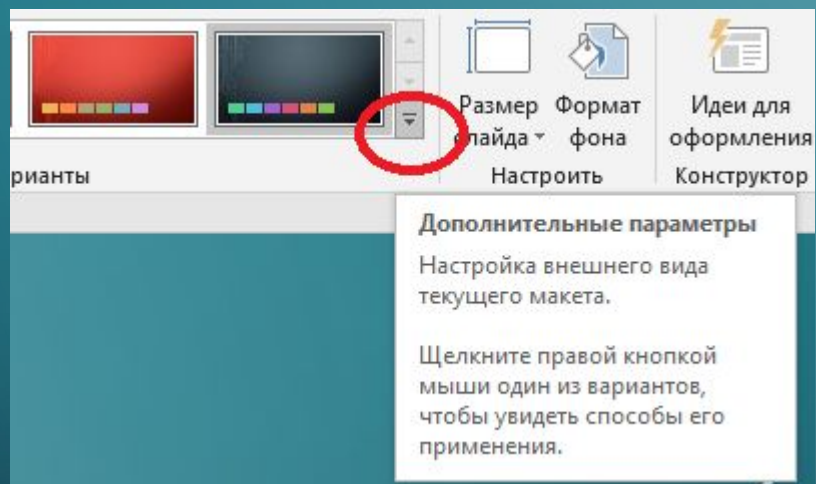 Размер Формат Идеи для
слайда фона оформления
рианты Настроить Конструктор
Дополнительные параметры
Настройка внешнего вида
текущего макета.
Щелкните правой кнопкой
мыши один из вариантов,
чтобы увидеть способы его
применения.